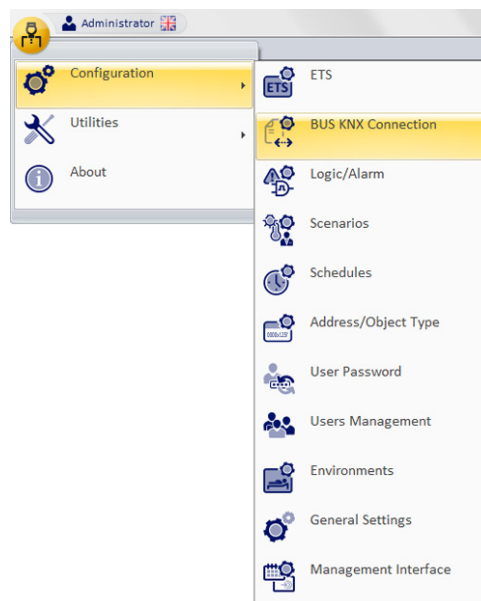 Administrator
Configuration
Utilities
About
ETS
ETS
BUS KNX Connection
Logic/Alarm
Scenarios
Schedules
Address/Object Type
User Password
Users Management
Environments
General Settings
Management Interface